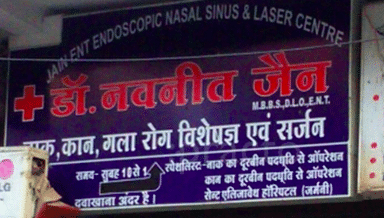 JAIN ENT ENDOSCOPIC NASAL SINUS & LASER CENTRE
डॉ. नवनीत जैन
M.B.B.S.,D.L.O.,E.N.T.
नाक, कान, गला रोग विशेषज्ञ एवं सर्जन
समय- सुबह 10 से 1
स्पेशलिस्ट- नाक का दूरबीन पद्धति से ऑपरेशन
कान का दूरबीन पद्धति से ऑपरेशन
दवाखाना अंदर है।
सेन्ट एलिजाबेथ हॉस्पिटल (जर्मनी)
LG